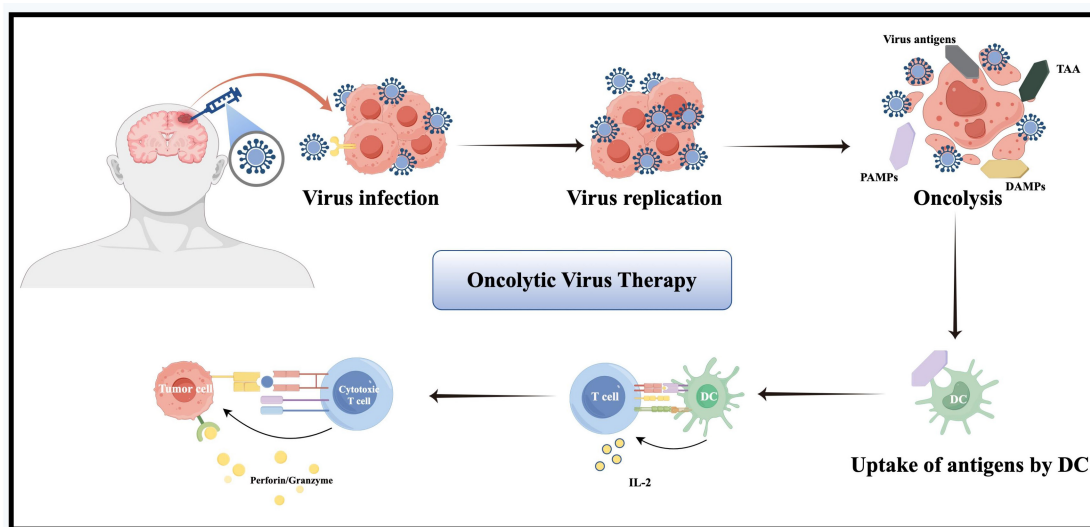 Virus antigens
TAA
PAMPs
DAMPs
Virus infection
Virus replication
Oncolysis
Oncolytic Virus Therapy
Tumor cell
Cytotoxic
T cell
T cell
DC
DC
Perforin/Granzyme
IL-2
Uptake of antigens by DC